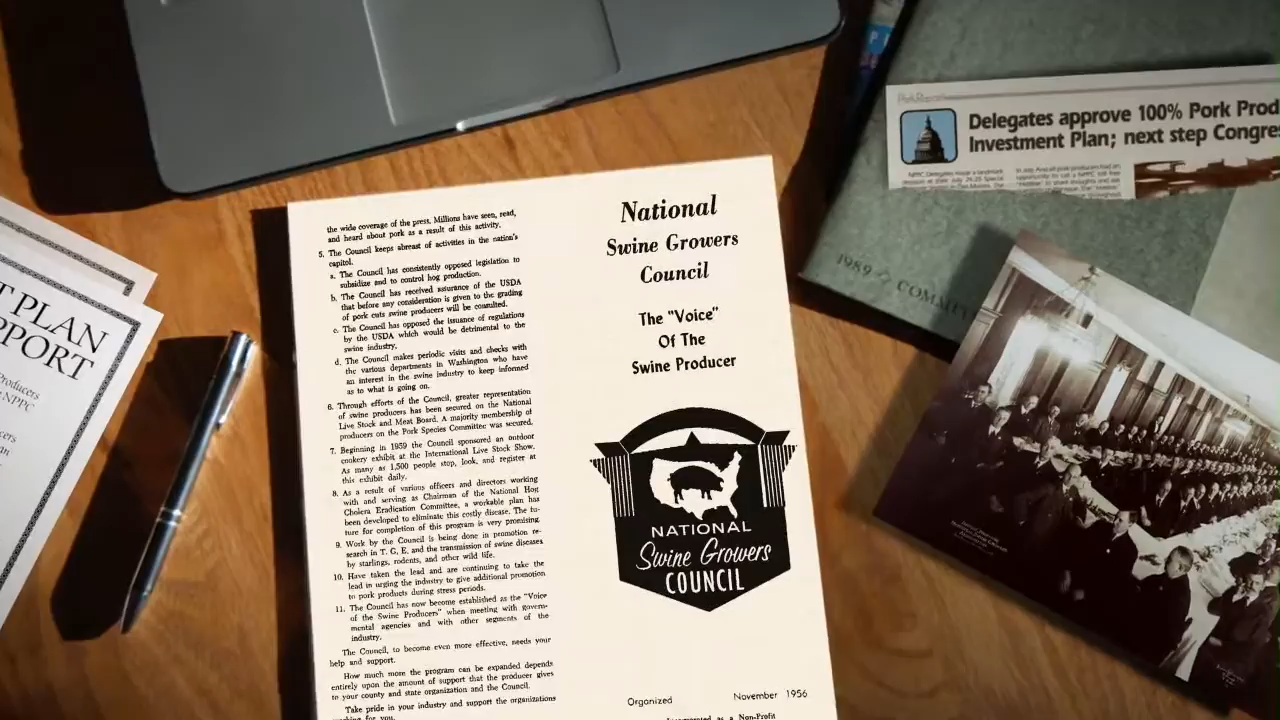 Delegates approve 100% Pork Prod
Investment Plan; next step Congre
1989 COMMIT
T PLAN
PPORT
Producers
NPPC
the wide coverage of the press. Millions have seen, read,
and heard about pork as a result of this activity.
5. The Council keeps abreast of activities in the nation's
capitol.
a. The Council has consistently opposed legislation to
subsidize and to control hog production.
b. The Council has received assurance of the USDA
that before any consideration is given to the grading
of pork cuts swine producers will be consulted.
c. The Council has opposed the issuance of regulations
by the USDA which would be detrimental to the
swine industry.
d. The Council makes periodic visits and checks with
the various departments in Washington who have
an interest in the swine industry to keep informed
as to what is going on.
6. Through efforts of the Council, greater representation
of swine producers has been secured on the National
Live Stock and Meat Board. A majority membership of
producers on the Pork Species Committee was secured.
7. Beginning in 1959 the Council sponsored an outdoor
cookery exhibit at the International Live Stock Show.
As many as 1,500 people stop, look, and register at
this exhibit daily.
8. As a result of various officers and directors working
with and serving as Chairman of the National Hog
Cholera Eradication Committee, a workable plan has
been developed to eliminate this costly disease. The fu-
ture for completion of this program is very promising.
9. Work by the Council is being done in promotion re-
search in T. G. E. and the transmission of swine diseases
by starlings, rodents, and other wild life.
10. Have taken the lead and are continuing to take the
lead in urging the industry to give additional promotion
to pork products during stress periods.
11. The Council has now become established as the "Voice
of the Swine Producers" when meeting with govern-
mental agencies and with other segments of the
industry.
The Council, to become even more effective, needs your
help and support.
How much more the program can be expanded depends
entirely upon the amount of support that the producer gives
to your county and state organization and the Council.
Take pride in your industry and support the organizations
working for you.
National
Swine Growers
Council
The "Voice"
Of The
Swine Producer
NATIONAL
Swine Growers
COUNCIL
Organized November 1956
Incorporated as a Non-Profit